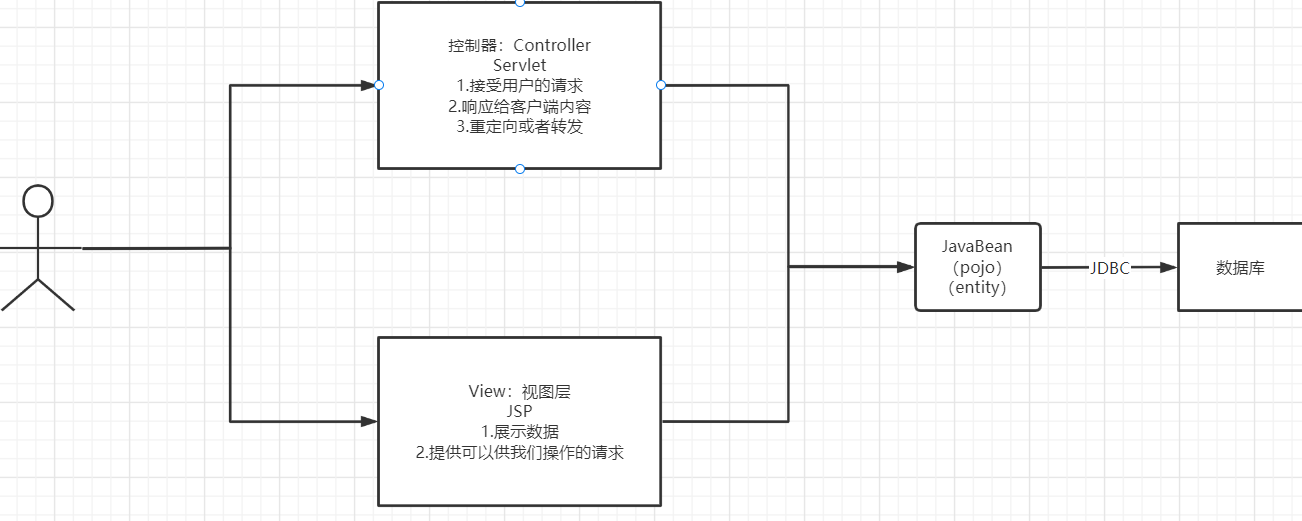 控制器：Controller
Servlet
1.接受用户的请求
2.响应给客户端内容
3.重定向或者转发
View：视图层
JSP
1.展示数据
2.提供可以供我们操作的请求
JavaBean
（pojo）
（entity）
JDBC
数据库